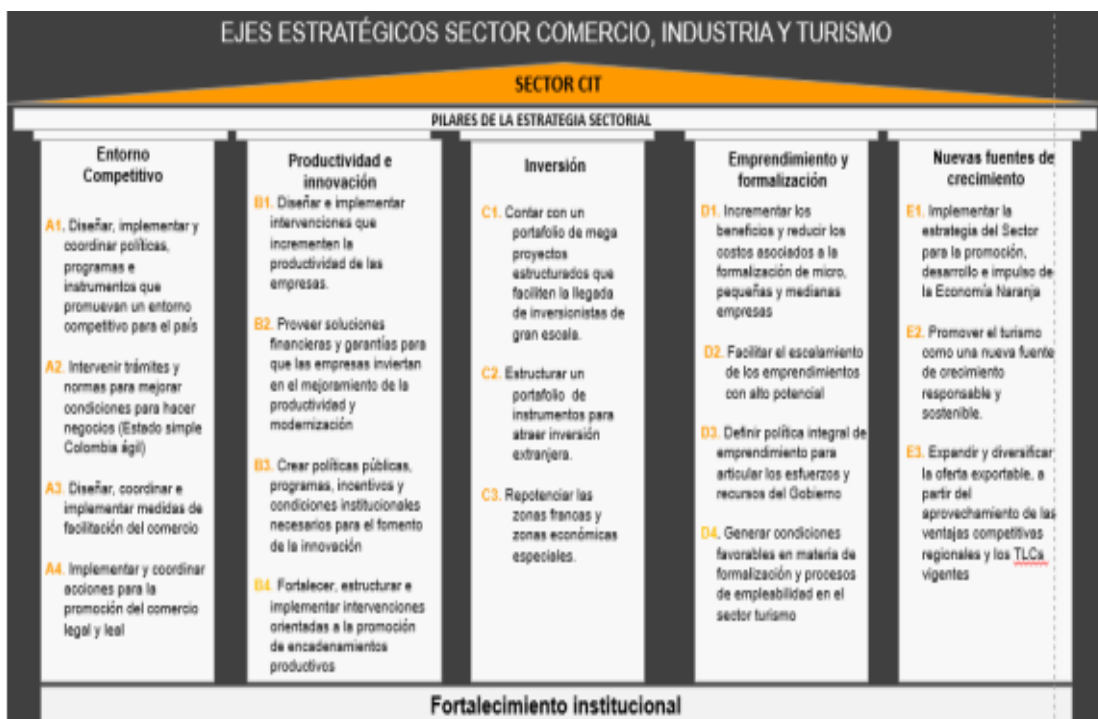 EJES ESTRATÉGICOS SECTOR COMERCIO, INDUSTRIA Y TURISMO
SECTOR CIT
PILARES DE LA ESTRATEGIA SECTORIAL
Entorno
Competitivo
A1. Diseñar, implementar y
coordinar políticas,
programas e
instrumentos que
promuevan un entorno
competitivo para el país
A2. Intervenir trámites y
normas para mejorar
condiciones para hacer
negocios (Estado simple
Colombia ágil)
A3. Diseñar, coordinar e
implementar medidas de
facilitación del comercio
A4. Implementar y coordinar
acciones para la
promoción del comercio
legal y leal
Productividad e
innovación
B1. Diseñar e implementar
intervenciones que
incrementen la
productividad de las
empresas.
B2. Proveer soluciones
financieras y garantías para
que las empresas inviertan
en el mejoramiento de la
productividad y
modernización
B3. Crear políticas públicas,
programas, incentivos y
condiciones institucionales
necesarios para el fomento
de la innovación
B4. Fortalecer, estructurar e
implementar intervenciones
orientadas a la promoción
de encadenamientos
productivos
Inversión
C1. Contar con un
portafolio de mega
proyectos
estructurados que
faciliten la llegada
de inversionistas de
gran escala.
C2. Estructurar un
portafolio de
instrumentos para
atraer inversión
extranjera.
C3. Repotenciar las
zonas francas y
zonas económicas
especiales.
Emprendimiento y
formalización
D1. Incrementar los
beneficios y reducir los
costos asociados a la
formalización de micro,
pequeñas y medianas
empresas
D2. Facilitar el escalamiento
de los emprendimientos
con alto potencial
D3. Definir política integral de
emprendimiento para
articular los esfuerzos y
recursos del Gobierno
D4. Generar condiciones
favorables en materia de
formalización y procesos
de empleabilidad en el
sector turismo
Nuevas fuentes de
crecimiento
E1. Implementar la
estrategia del Sector
para la promoción,
desarrollo e impulso de
la Economía Naranja
E2. Promover el turismo
como una nueva fuente
de crecimiento
responsable y
sostenible.
E3. Expandir y diversificar
la oferta exportable, a
partir del
aprovechamiento de las
ventajas competitivas
regionales y los TLCs
vigentes
Fortalecimiento institucional